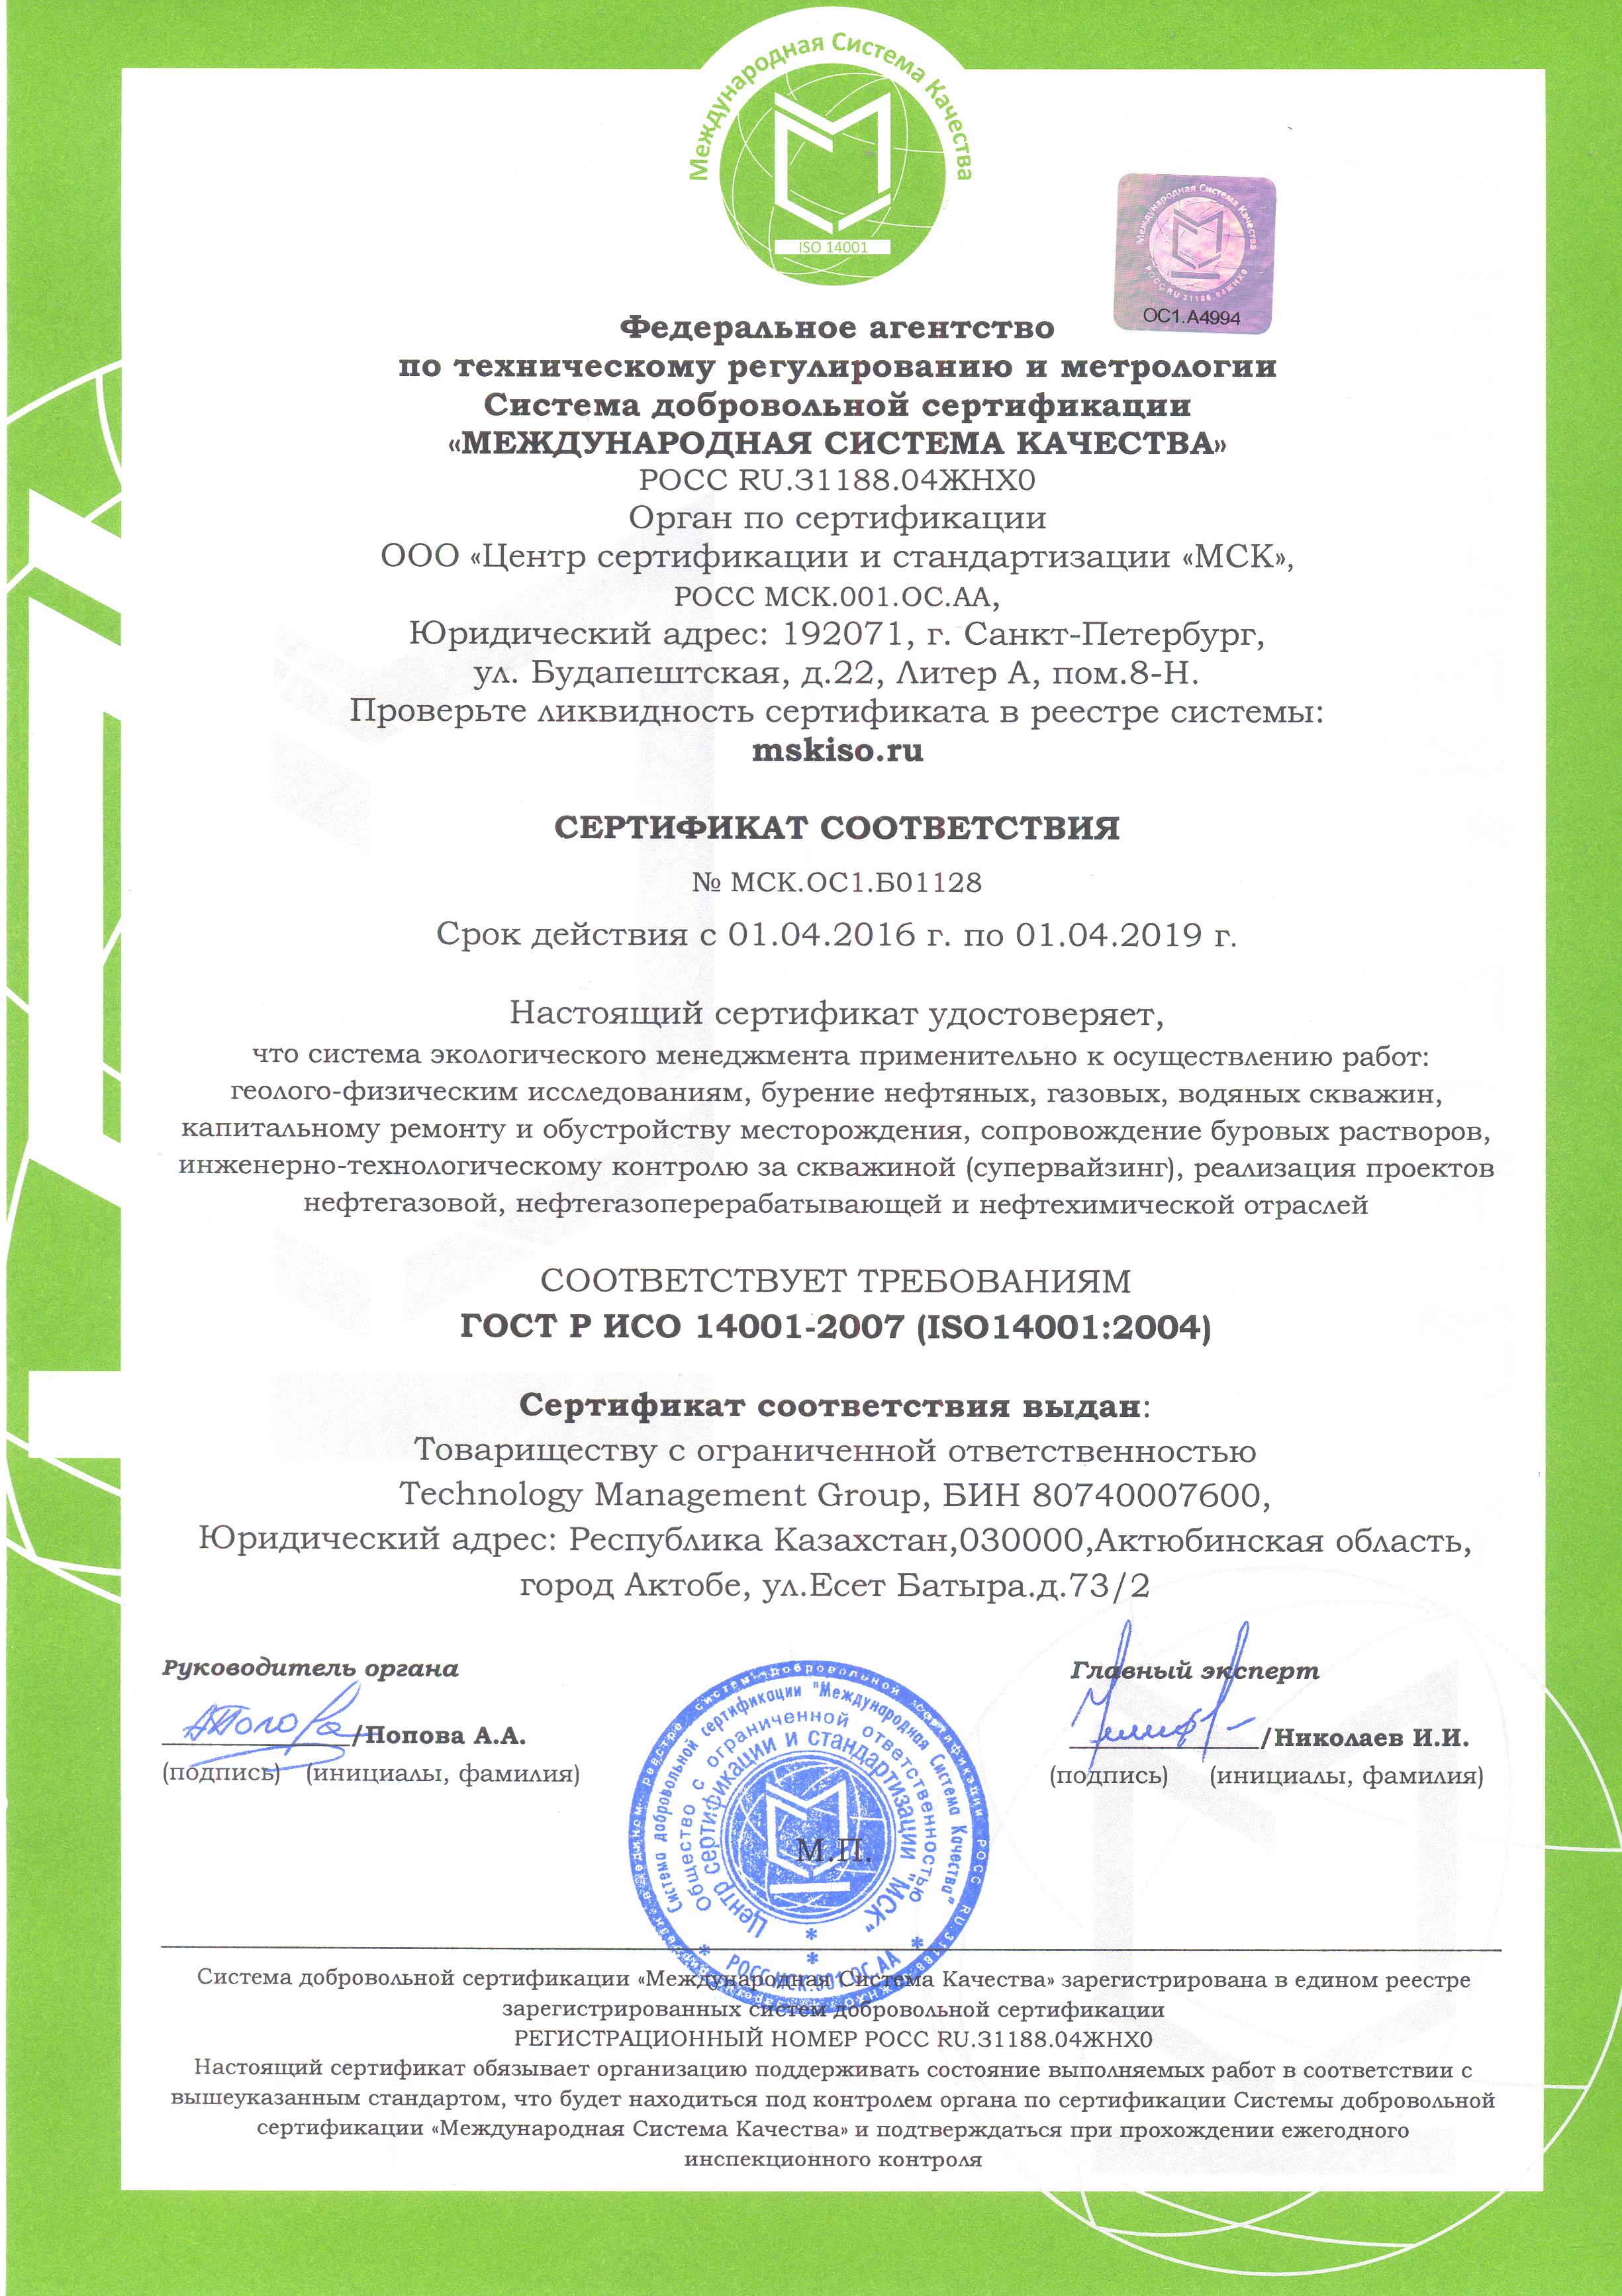 Международная Система Качества
ISO 14001
Международная Система Качества
РОСС RU 31188.04ЖНХ0
ОС1.А4994
Федеральное агентство
по техническому регулированию и метрологии
Система добровольной сертификации
«МЕЖДУНАРОДНАЯ СИСТЕМА КАЧЕСТВА»
РОСС RU.31188.04ЖНХ0
Орган по сертификации
ООО «Центр сертификации и стандартизации «МСК»,
РОСС МСК.001.ОС.АА,
Юридический адрес: 192071, г. Санкт-Петербург,
ул. Будапештская, д.22, Литер А, пом.8-Н.
Проверьте ликвидность сертификата в реестре системы:
mskiso.ru
СЕРТИФИКАТ СООТВЕТСТВИЯ
№ МСК.ОС1.Б01128
Срок действия с 01.04.2016 г. по 01.04.2019 г.
Настоящий сертификат удостоверяет,
что система экологического менеджмента применительно к осуществлению работ:
геолого-физическим исследованиям, бурение нефтяных, газовых, водяных скважин,
капитальному ремонту и обустройству месторождения, сопровождение буровых растворов,
инженерно-технологическому контролю за скважиной (супервайзинг), реализация проектов
нефтегазовой, нефтегазоперерабатывающей и нефтехимической отраслей
СООТВЕТСТВУЕТ ТРЕБОВАНИЯМ
ГОСТ Р ИСО 14001-2007 (ISO14001:2004)
Сертификат соответствия выдан:
Товариществу с ограниченной ответственностью
Technology Management Group, БИН 80740007600,
Юридический адрес: Республика Казахстан,030000,Актюбинская область,
город Актобе, ул.Есет Батыра.д.73/2
Руководитель органа
/Попова А.А.
(подпись) (инициалы, фамилия)
Главный эксперт
/Николаев И.И.
(подпись) (инициалы, фамилия)
Система добровольной сертификации "Международная Система Качества"
Общество с ограниченной ответственностью
Центр сертификации и стандартизации "МСК"
РОСС.МСК.001.ОС.АА
М.П.
Система добровольной сертификации «Международная Система Качества» зарегистрирована в едином реестре
зарегистрированных систем добровольной сертификации
РЕГИСТРАЦИОННЫЙ НОМЕР РОСС RU.31188.04ЖНХ0
Настоящий сертификат обязывает организацию поддерживать состояние выполняемых работ в соответствии с
вышеуказанным стандартом, что будет находиться под контролем органа по сертификации Системы добровольной
сертификации «Международная Система Качества» и подтверждаться при прохождении ежегодного
инспекционного контроля